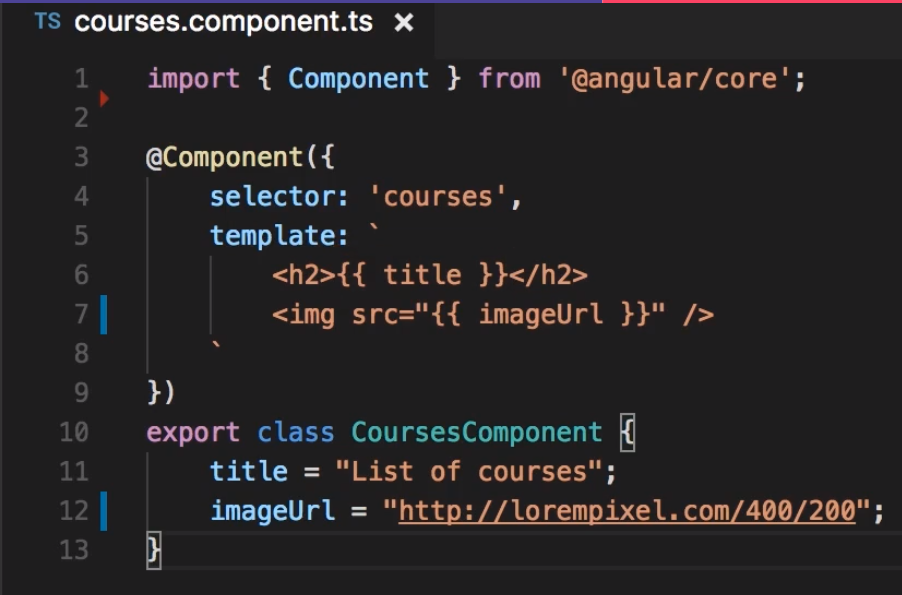 TS courses.component.ts ×
1 import { Component } from '@angular/core';
2
3 @Component({
4     selector: 'courses',
5     template: `
6         <h2>{{ title }}</h2>
7         <img src="{{ imageUrl }}" />
8     `
9 })
10 export class CoursesComponent {
11     title = "List of courses";
12     imageUrl = "http://lorempixel.com/400/200";
13 }